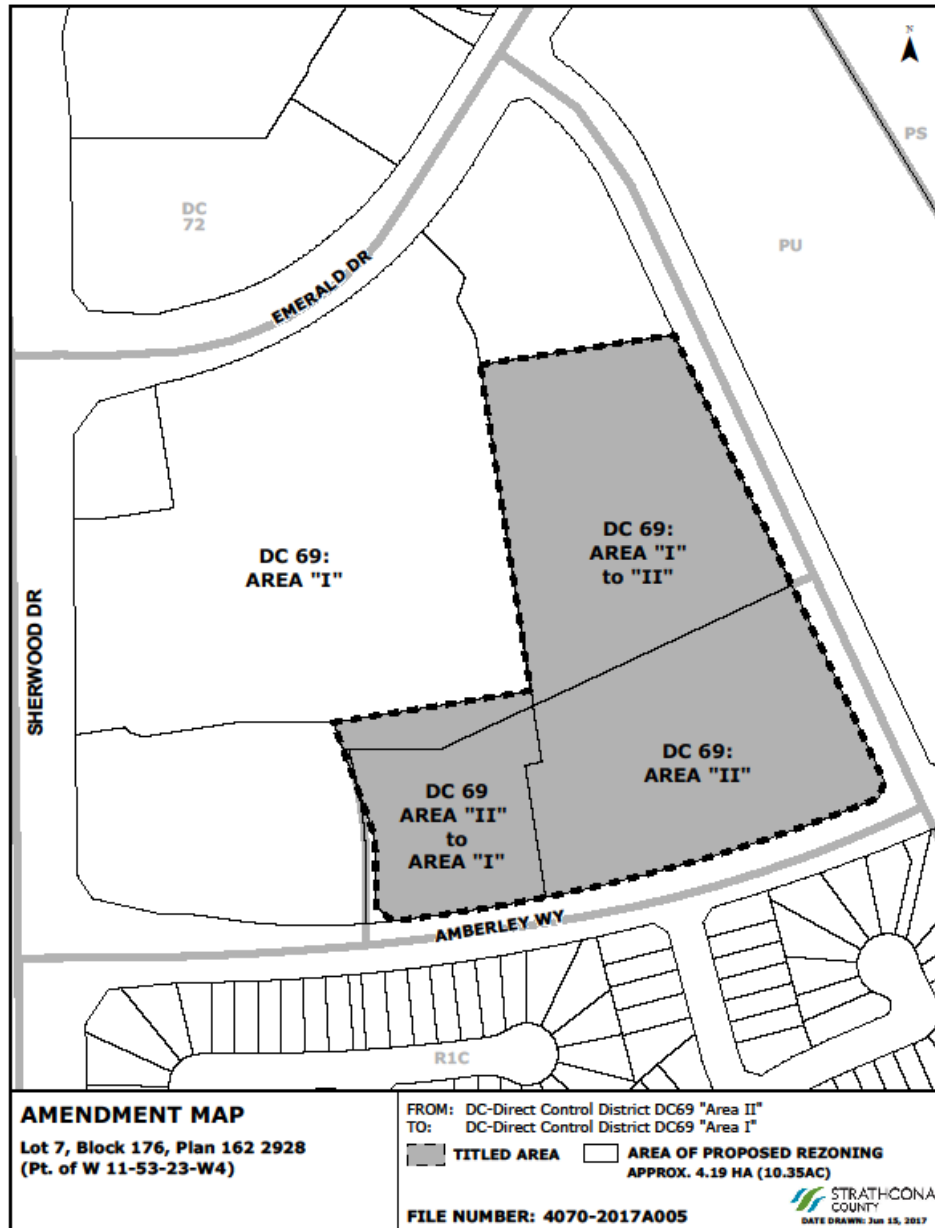 N
PS
DC
72
PU
EMERALD DR
DC 69:
AREA "I"
to "II"
DC 69:
AREA "I"
SHERWOOD DR
DC 69:
AREA "II"
DC 69
AREA "II"
to
AREA "I"
AMBERLEY WY
R1C
AMENDMENT MAP
Lot 7, Block 176, Plan 162 2928
(Pt. of W 11-53-23-W4)
FROM: DC-Direct Control District DC69 "Area II"
TO: DC-Direct Control District DC69 "Area I"
TITLED AREA
AREA OF PROPOSED REZONING
APPROX. 4.19 HA (10.35AC)
FILE NUMBER: 4070-2017A005
STRATHCONA
COUNTY
DATE DRAWN: Jun 15, 2017